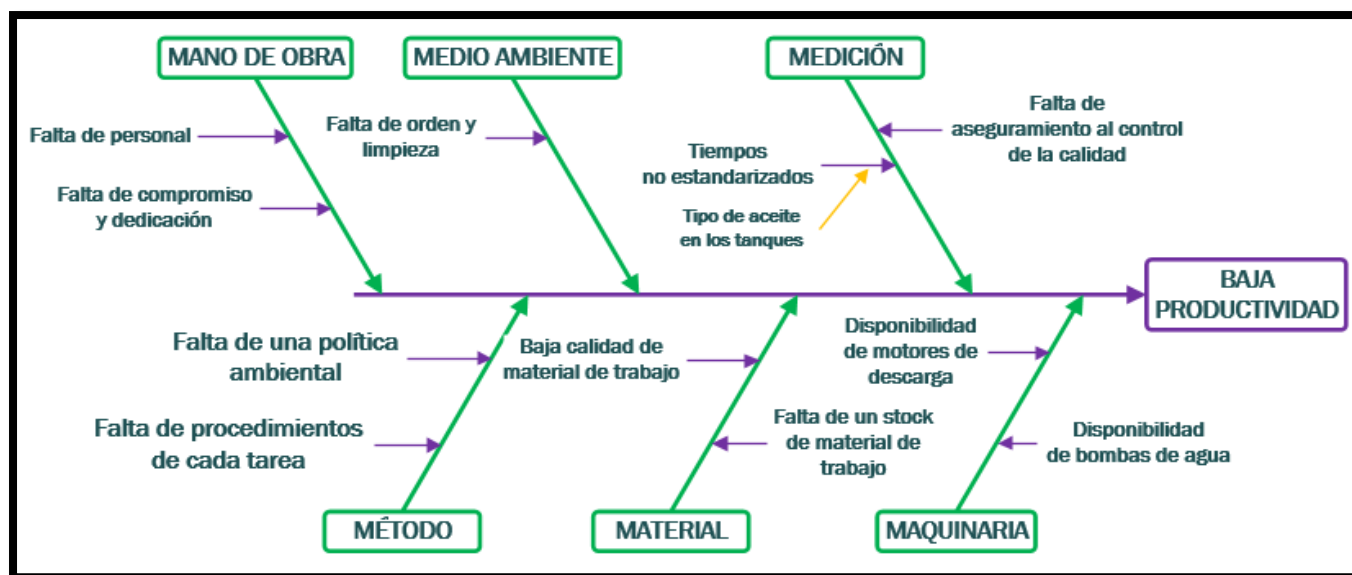 MANO DE OBRA
MEDIO AMBIENTE
MEDICIÓN
Falta de personal
Falta de compromiso
y dedicación
Falta de orden y
limpieza
Tiempos
no estandarizados
Tipo de aceite
en los tanques
Falta de
aseguramiento al control
de la calidad
BAJA
PRODUCTIVIDAD
Falta de una política
ambiental
Falta de procedimientos
de cada tarea
Baja calidad de
material de trabajo
Falta de un stock
de material de
trabajo
Disponibilidad
de motores de
descarga
Disponibilidad
de bombas de agua
MÉTODO
MATERIAL
MAQUINARIA